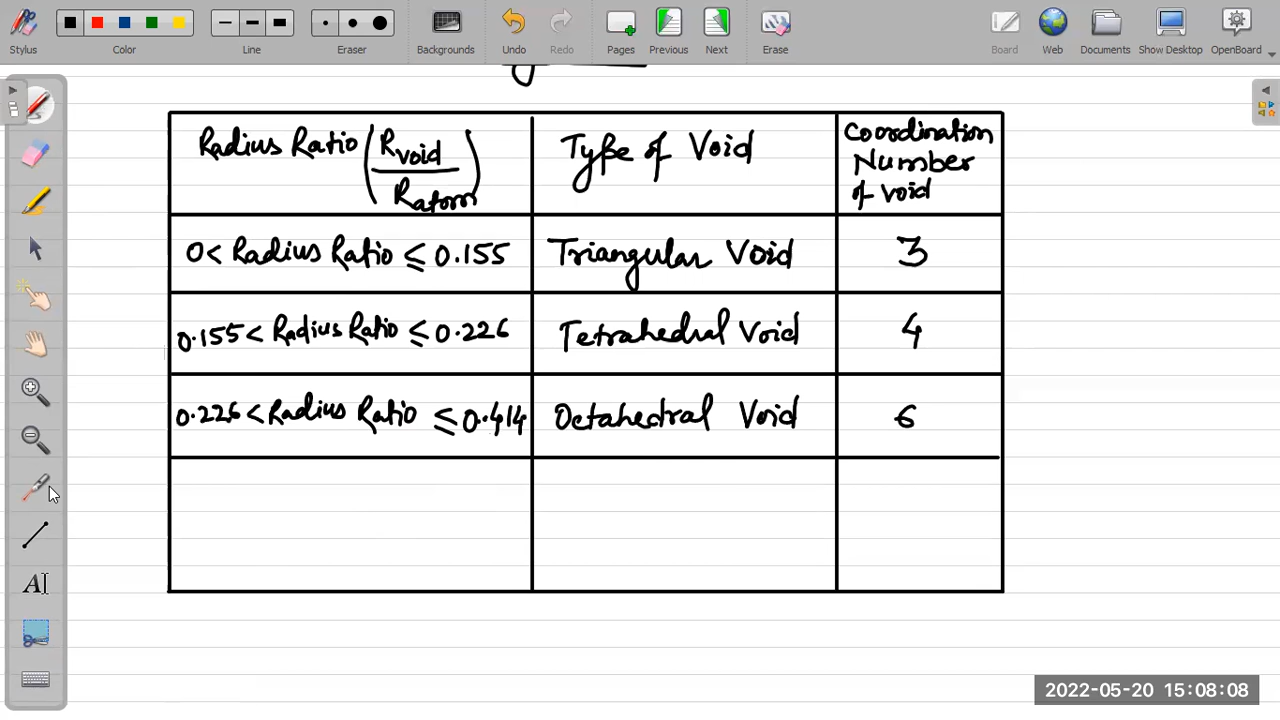 Stylus
Color
Line
Eraser
Backgrounds
Undo
Redo
Pages
Previous
Next
Erase
Board
Web
Documents
Show Desktop
OpenBoard
Radius Ratio (Rvoid/Ratom)
Type of Void
Coordination
Number
of void
0 < Radius Ratio ≤ 0.155
Triangular Void
3
0.155 < Radius Ratio ≤ 0.226
Tetrahedral Void
4
0.226 < Radius Ratio ≤ 0.414
Octahedral Void
6
2022-05-20 15:08:08